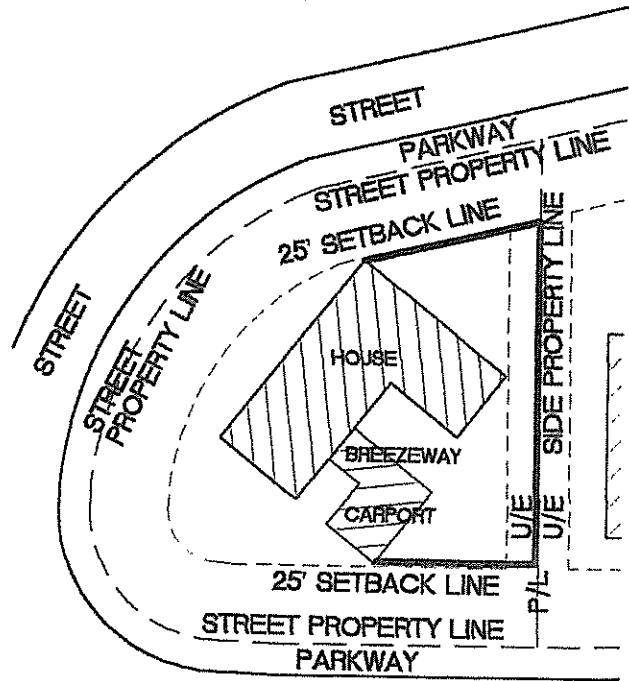 STREET
PARKWAY
STREET PROPERTY LINE
25' SETBACK LINE
STREET
STREET
PROPERTY LINE
SIDE PROPERTY LINE
HOUSE
BREEZEWAY
CARPORT
U/E
U/E
25' SETBACK LINE
P/L
STREET PROPERTY LINE
PARKWAY